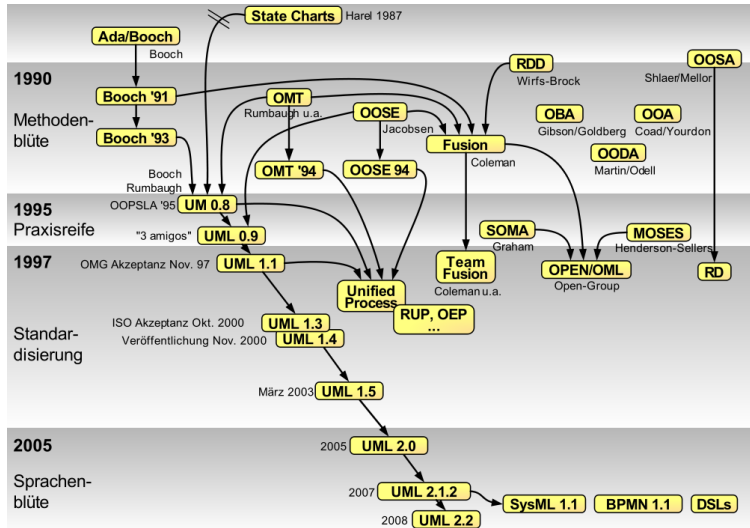 State Charts
Harel 1987
Ada/Booch
Booch
RDD
Wirfs-Brock
OOSA
Shlaer/Mellor
1990
Methoden-
blüte
Booch '91
OMT
Rumbaugh u.a.
OOSE
Jacobsen
OBA
Gibson/Goldberg
OOA
Coad/Yourdon
Booch '93
Fusion
Coleman
OODA
Martin/Odell
OMT '94
OOSE 94
Booch
Rumbaugh
OOPSLA '95
UM 0.8
1995
Praxisreife
"3 amigos"
UML 0.9
SOMA
Graham
MOSES
Henderson-Sellers
1997
OMG Akzeptanz Nov. 97
UML 1.1
Team
Fusion
Coleman u.a.
OPEN/OML
Open-Group
RD
Unified
Process
RUP, OEP
...
Standar-
disierung
ISO Akzeptanz Okt. 2000
UML 1.3
Veröffentlichung Nov. 2000
UML 1.4
März 2003
UML 1.5
2005
Sprachen-
blüte
2005
UML 2.0
2007
UML 2.1.2
SysML 1.1
BPMN 1.1
DSLs
2008
UML 2.2